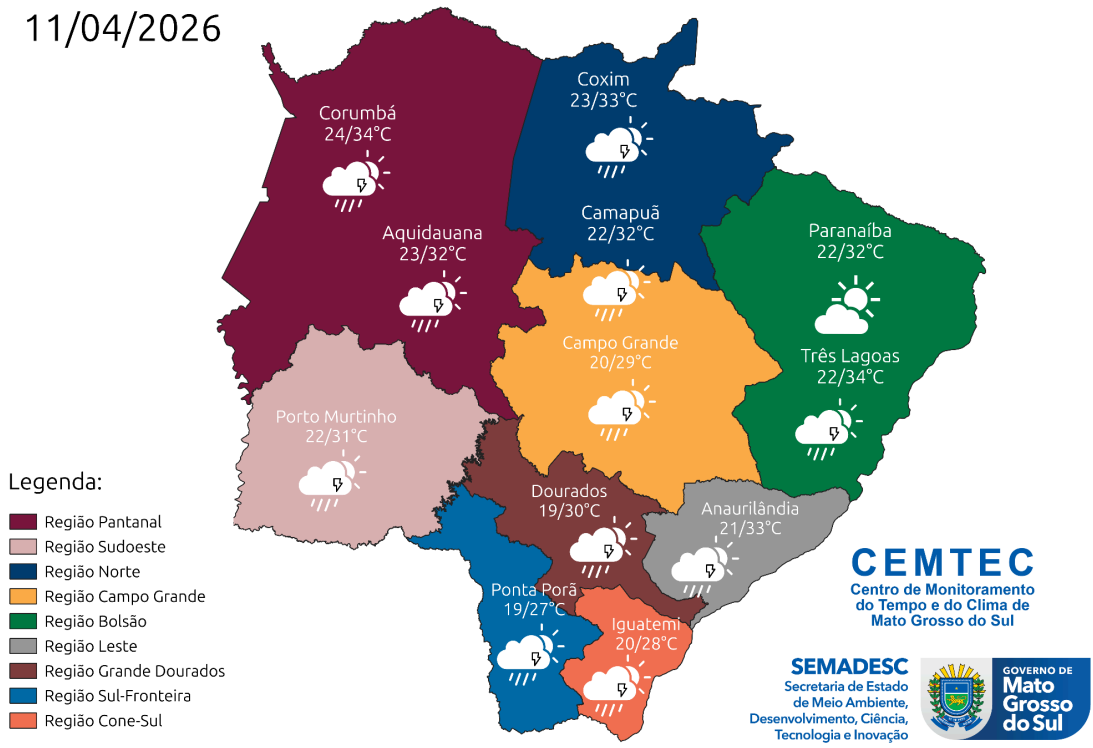 11/04/2026
Coxim
23/33°C
Corumbá
24/34°C
Camapuã
22/32°C
Aquidauana
23/32°C
Paranaíba
22/32°C
Campo Grande
20/29°C
Três Lagoas
22/34°C
Porto Murtinho
22/31°C
Dourados
19/30°C
Anaurilândia
21/33°C
Ponta Porã
19/27°C
Iguatemi
20/28°C
Legenda:
Região Pantanal
Região Sudoeste
Região Norte
Região Campo Grande
Região Bolsão
Região Leste
Região Grande Dourados
Região Sul-Fronteira
Região Cone-Sul
CEMTEC
Centro de Monitoramento
do Tempo e do Clima de
Mato Grosso do Sul
SEMADESC
Secretaria de Estado
de Meio Ambiente,
Desenvolvimento, Ciência,
Tecnologia e Inovação
GOVERNO DE
Mato
Grosso
do Sul